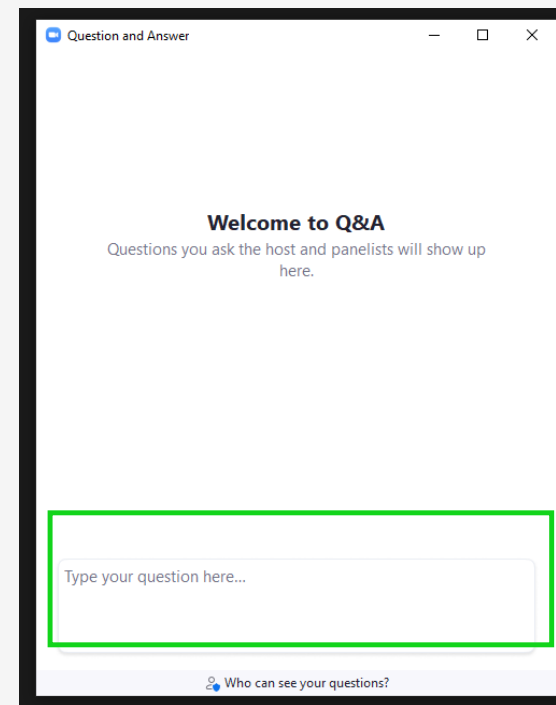 Question and Answer
Welcome to Q&A
Questions you ask the host and panelists will show up
here.
Type your question here...
Who can see your questions?